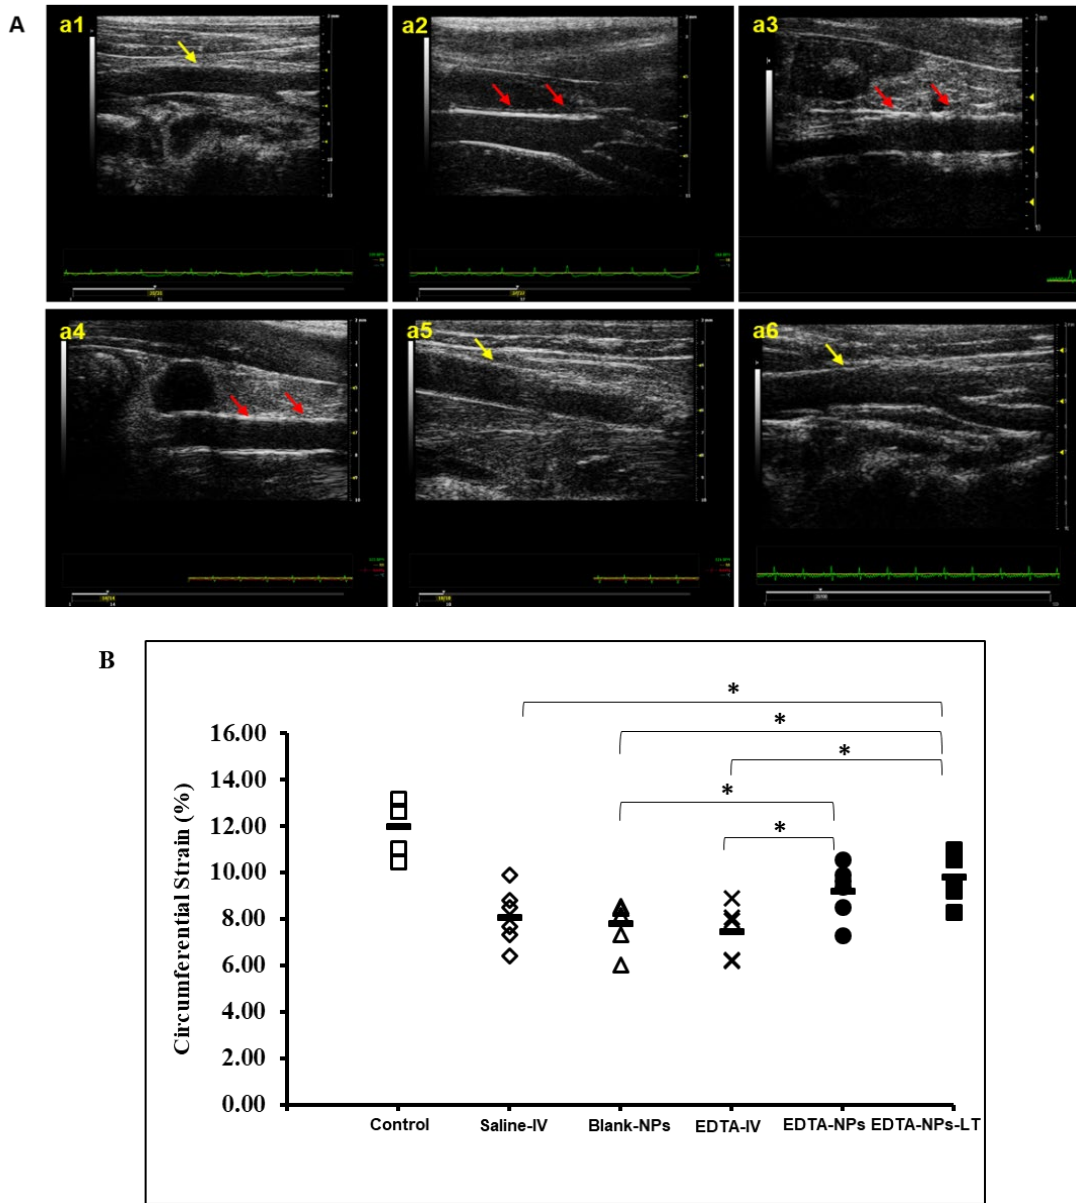 A
a1
a2
a3
a4
a5
a6
B
Circumferential Strain (%)
16.00
14.00
12.00
10.00
8.00
6.00
4.00
2.00
0.00
*
*
*
*
*
Control Saline-IV Blank-NPs EDTA-IV EDTA-NPs EDTA-NPs-LT